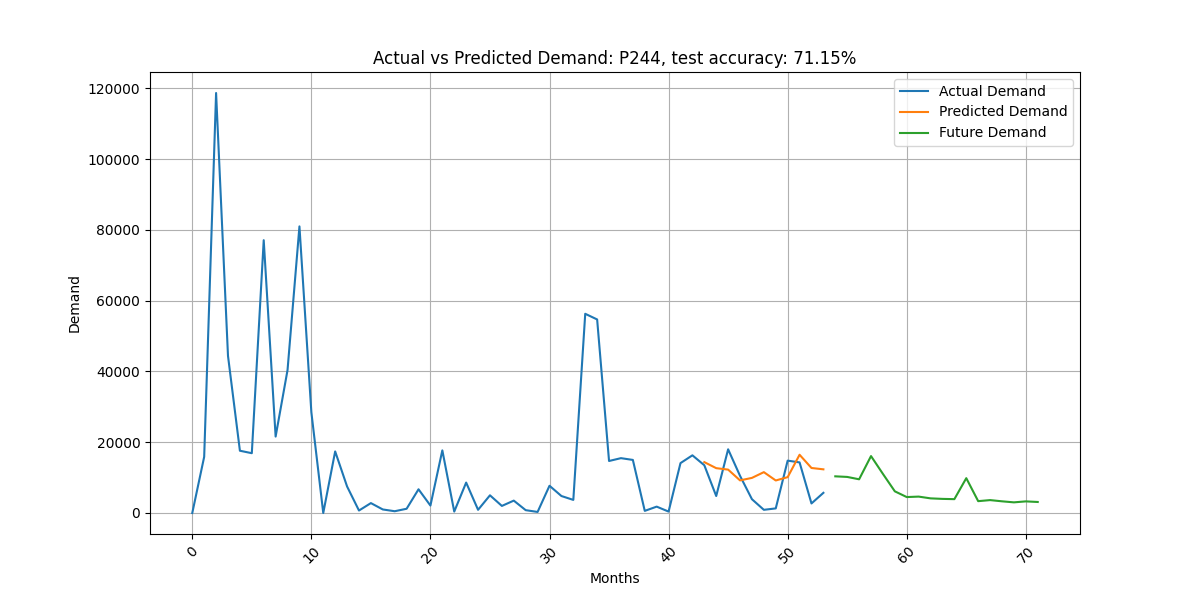 Actual vs Predicted Demand: P244, test accuracy: 71.15%
Actual Demand
Predicted Demand
Future Demand
120000
100000
80000
60000
40000
20000
0
Demand
0
10
20
30
40
50
60
70
Months